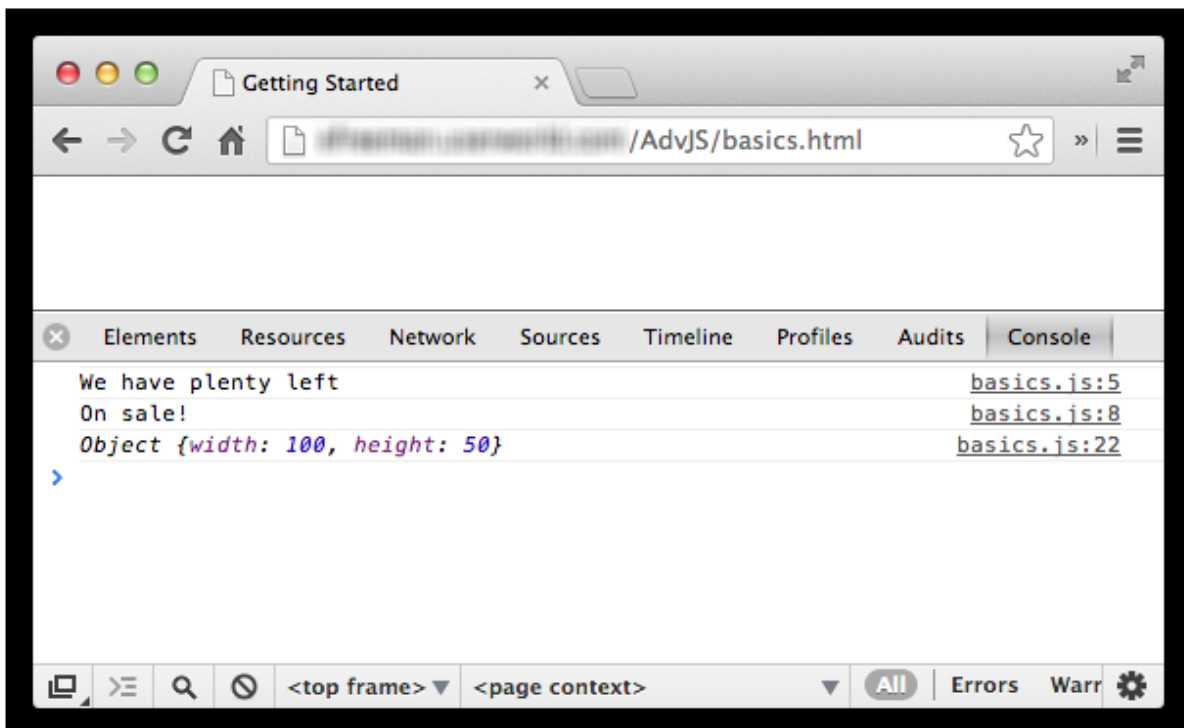 Getting Started
/AdvJS/basics.html
Elements Resources Network Sources Timeline Profiles Audits Console
We have plenty left basics.js:5
On sale! basics.js:8
Object {width: 100, height: 50} basics.js:22
<top frame> <page context> All Errors Warr